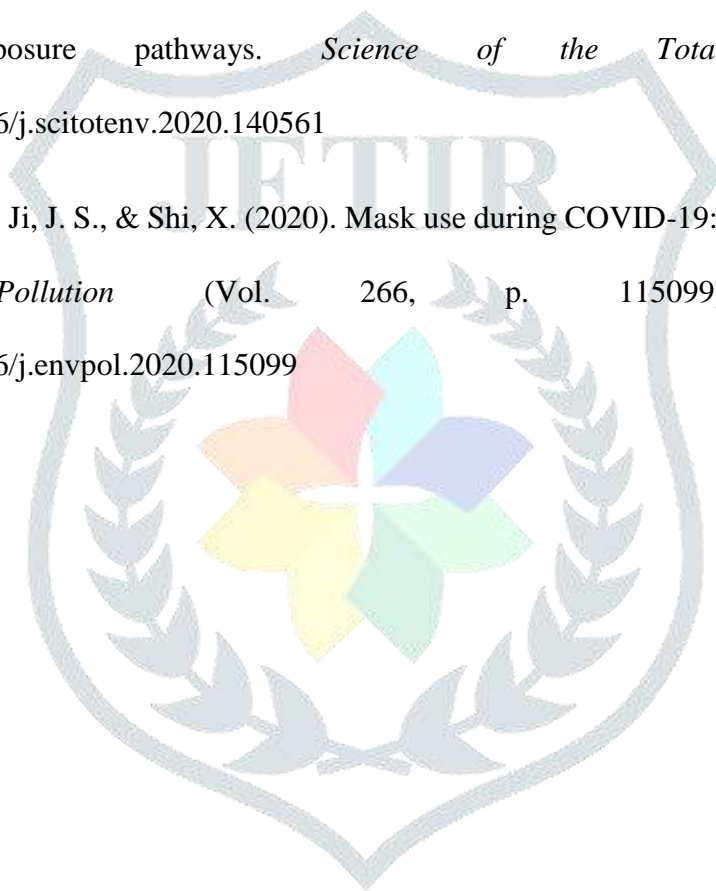 posure pathways. Science of the Tota
6/j.scitotenv.2020.140561
JETIR
Ji, J. S., & Shi, X. (2020). Mask use during COVID-19:
Pollution (Vol. 266, p. 115099)
6/j.envpol.2020.115099